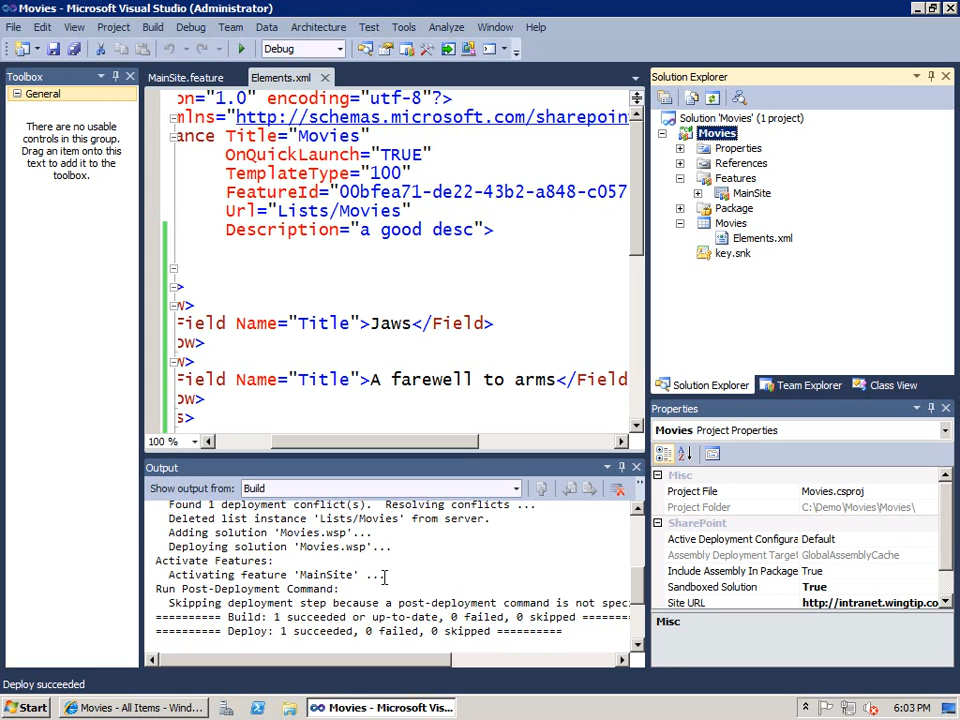 Movies - Microsoft Visual Studio (Administrator)
File Edit View Project Build Debug Team Data Architecture Test Tools Analyze Window Help
Debug
Toolbox
General
There are no usable
controls in this group.
Drag an item onto this
text to add it to the
toolbox.
MainSite.feature Elements.xml
on="1.0" encoding="utf-8"?>
mlns="http://schemas.microsoft.com/sharepoin
ance Title="Movies"
OnQuickLaunch="TRUE"
TemplateType="100"
FeatureId="00bfea71-de22-43b2-a848-c057
Url="Lists/Movies"
Description="a good desc">
>
w>
Field Name="Title">Jaws</Field>
ow>
w>
Field Name="Title">A farewell to arms</Field
ow>
s>
100 %
Output
Show output from: Build
Found 1 deployment conflict(s). Resolving conflicts ...
Deleted list instance 'Lists/Movies' from server.
Adding solution 'Movies.wsp'...
Deploying solution 'Movies.wsp'...
Activate Features:
Activating feature 'MainSite' ...
Run Post-Deployment Command:
Skipping deployment step because a post-deployment command is not spec
========== Build: 1 succeeded or up-to-date, 0 failed, 0 skipped ========
========== Deploy: 1 succeeded, 0 failed, 0 skipped ==========
Solution Explorer
Solution 'Movies' (1 project)
Movies
Properties
References
Features
MainSite
Package
Movies
Elements.xml
key.snk
Solution Explorer Team Explorer Class View
Properties
Movies Project Properties
Misc
Project File Movies.csproj
Project Folder C:\Demo\Movies\Movies\
SharePoint
Active Deployment Configura Default
Assembly Deployment Target GlobalAssemblyCache
Include Assembly In Package True
Sandboxed Solution True
Site URL http://intranet.wingtip.co
Misc
Deploy succeeded
Start Movies - All Items - Wind... Movies - Microsoft Vis... 6:03 PM